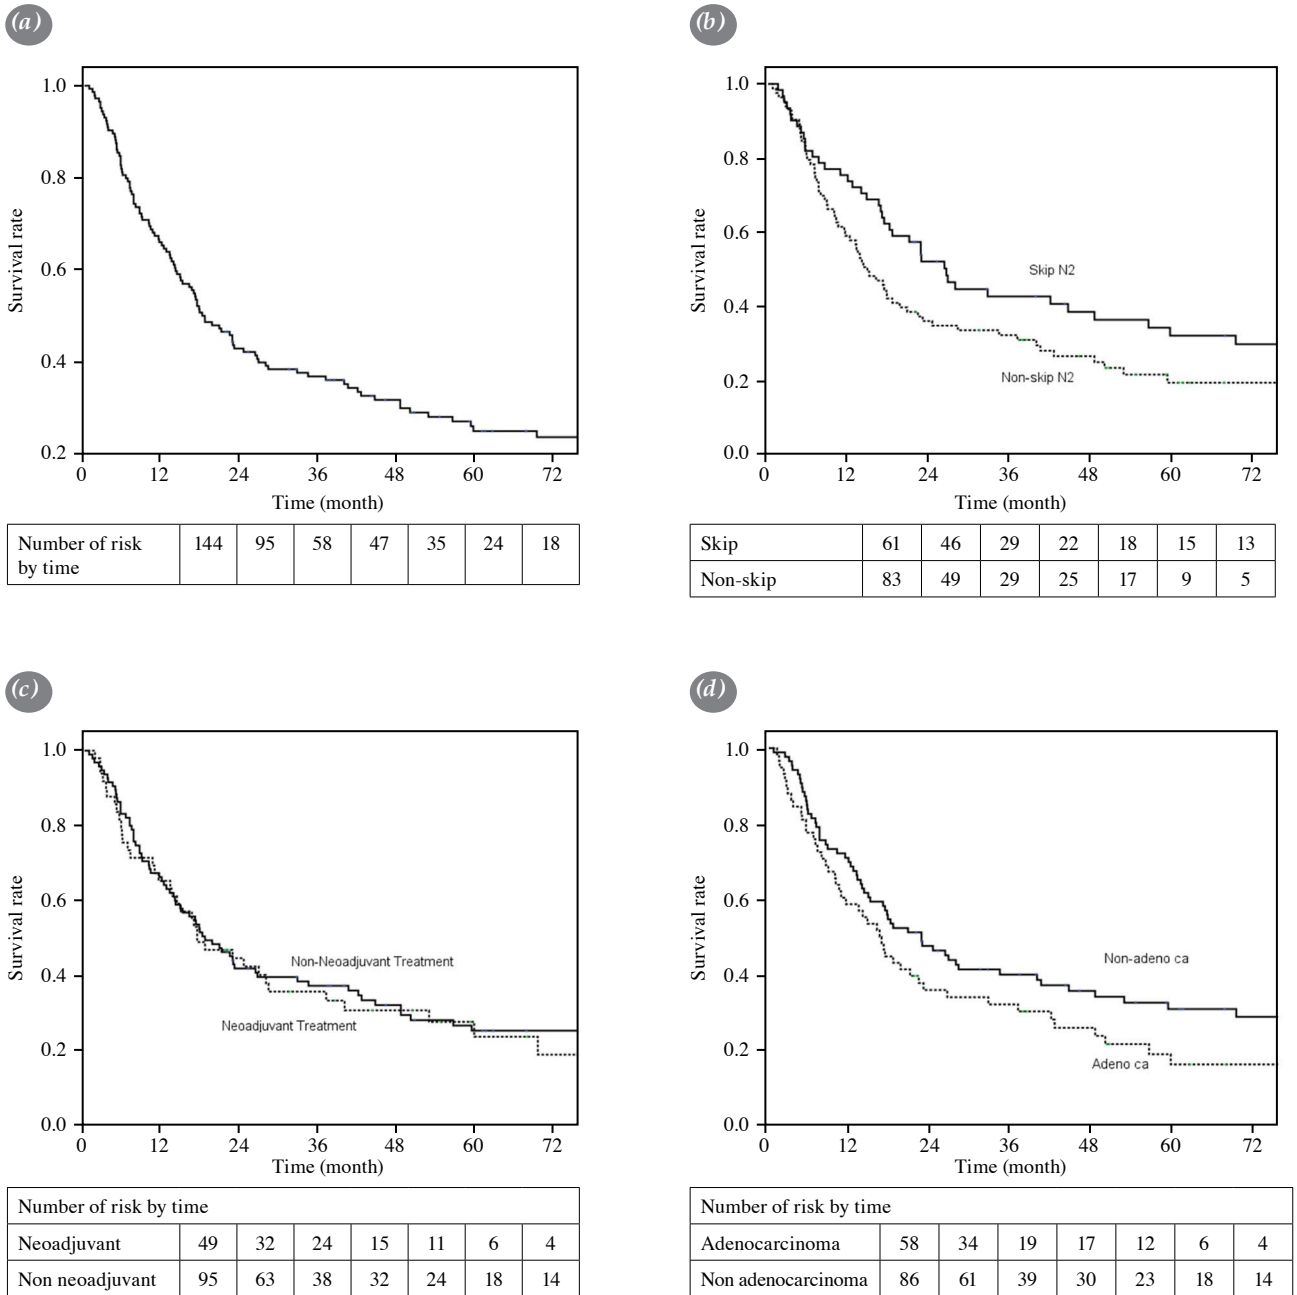 (a)
1.0
0.8
0.6
0.4
0.2
Survival rate
0 12 24 36 48 60 72
Time (month)
Number of risk by time 144 95 58 47 35 24 18
(b)
1.0
0.8
0.6
0.4
0.2
0.0
Survival rate
Skip N2
Non-skip N2
0 12 24 36 48 60 72
Time (month)
Skip 61 46 29 22 18 15 13
Non-skip 83 49 29 25 17 9 5
(c)
1.0
0.8
0.6
0.4
0.2
0.0
Survival rate
Non-Neoadjuvant Treatment
Neoadjuvant Treatment
0 12 24 36 48 60 72
Time (month)
Number of risk by time
Neoadjuvant 49 32 24 15 11 6 4
Non neoadjuvant 95 63 38 32 24 18 14
(d)
1.0
0.8
0.6
0.4
0.2
0.0
Survival rate
Non-adeno ca
Adeno ca
0 12 24 36 48 60 72
Time (month)
Number of risk by time
Adenocarcinoma 58 34 19 17 12 6 4
Non adenocarcinoma 86 61 39 30 23 18 14